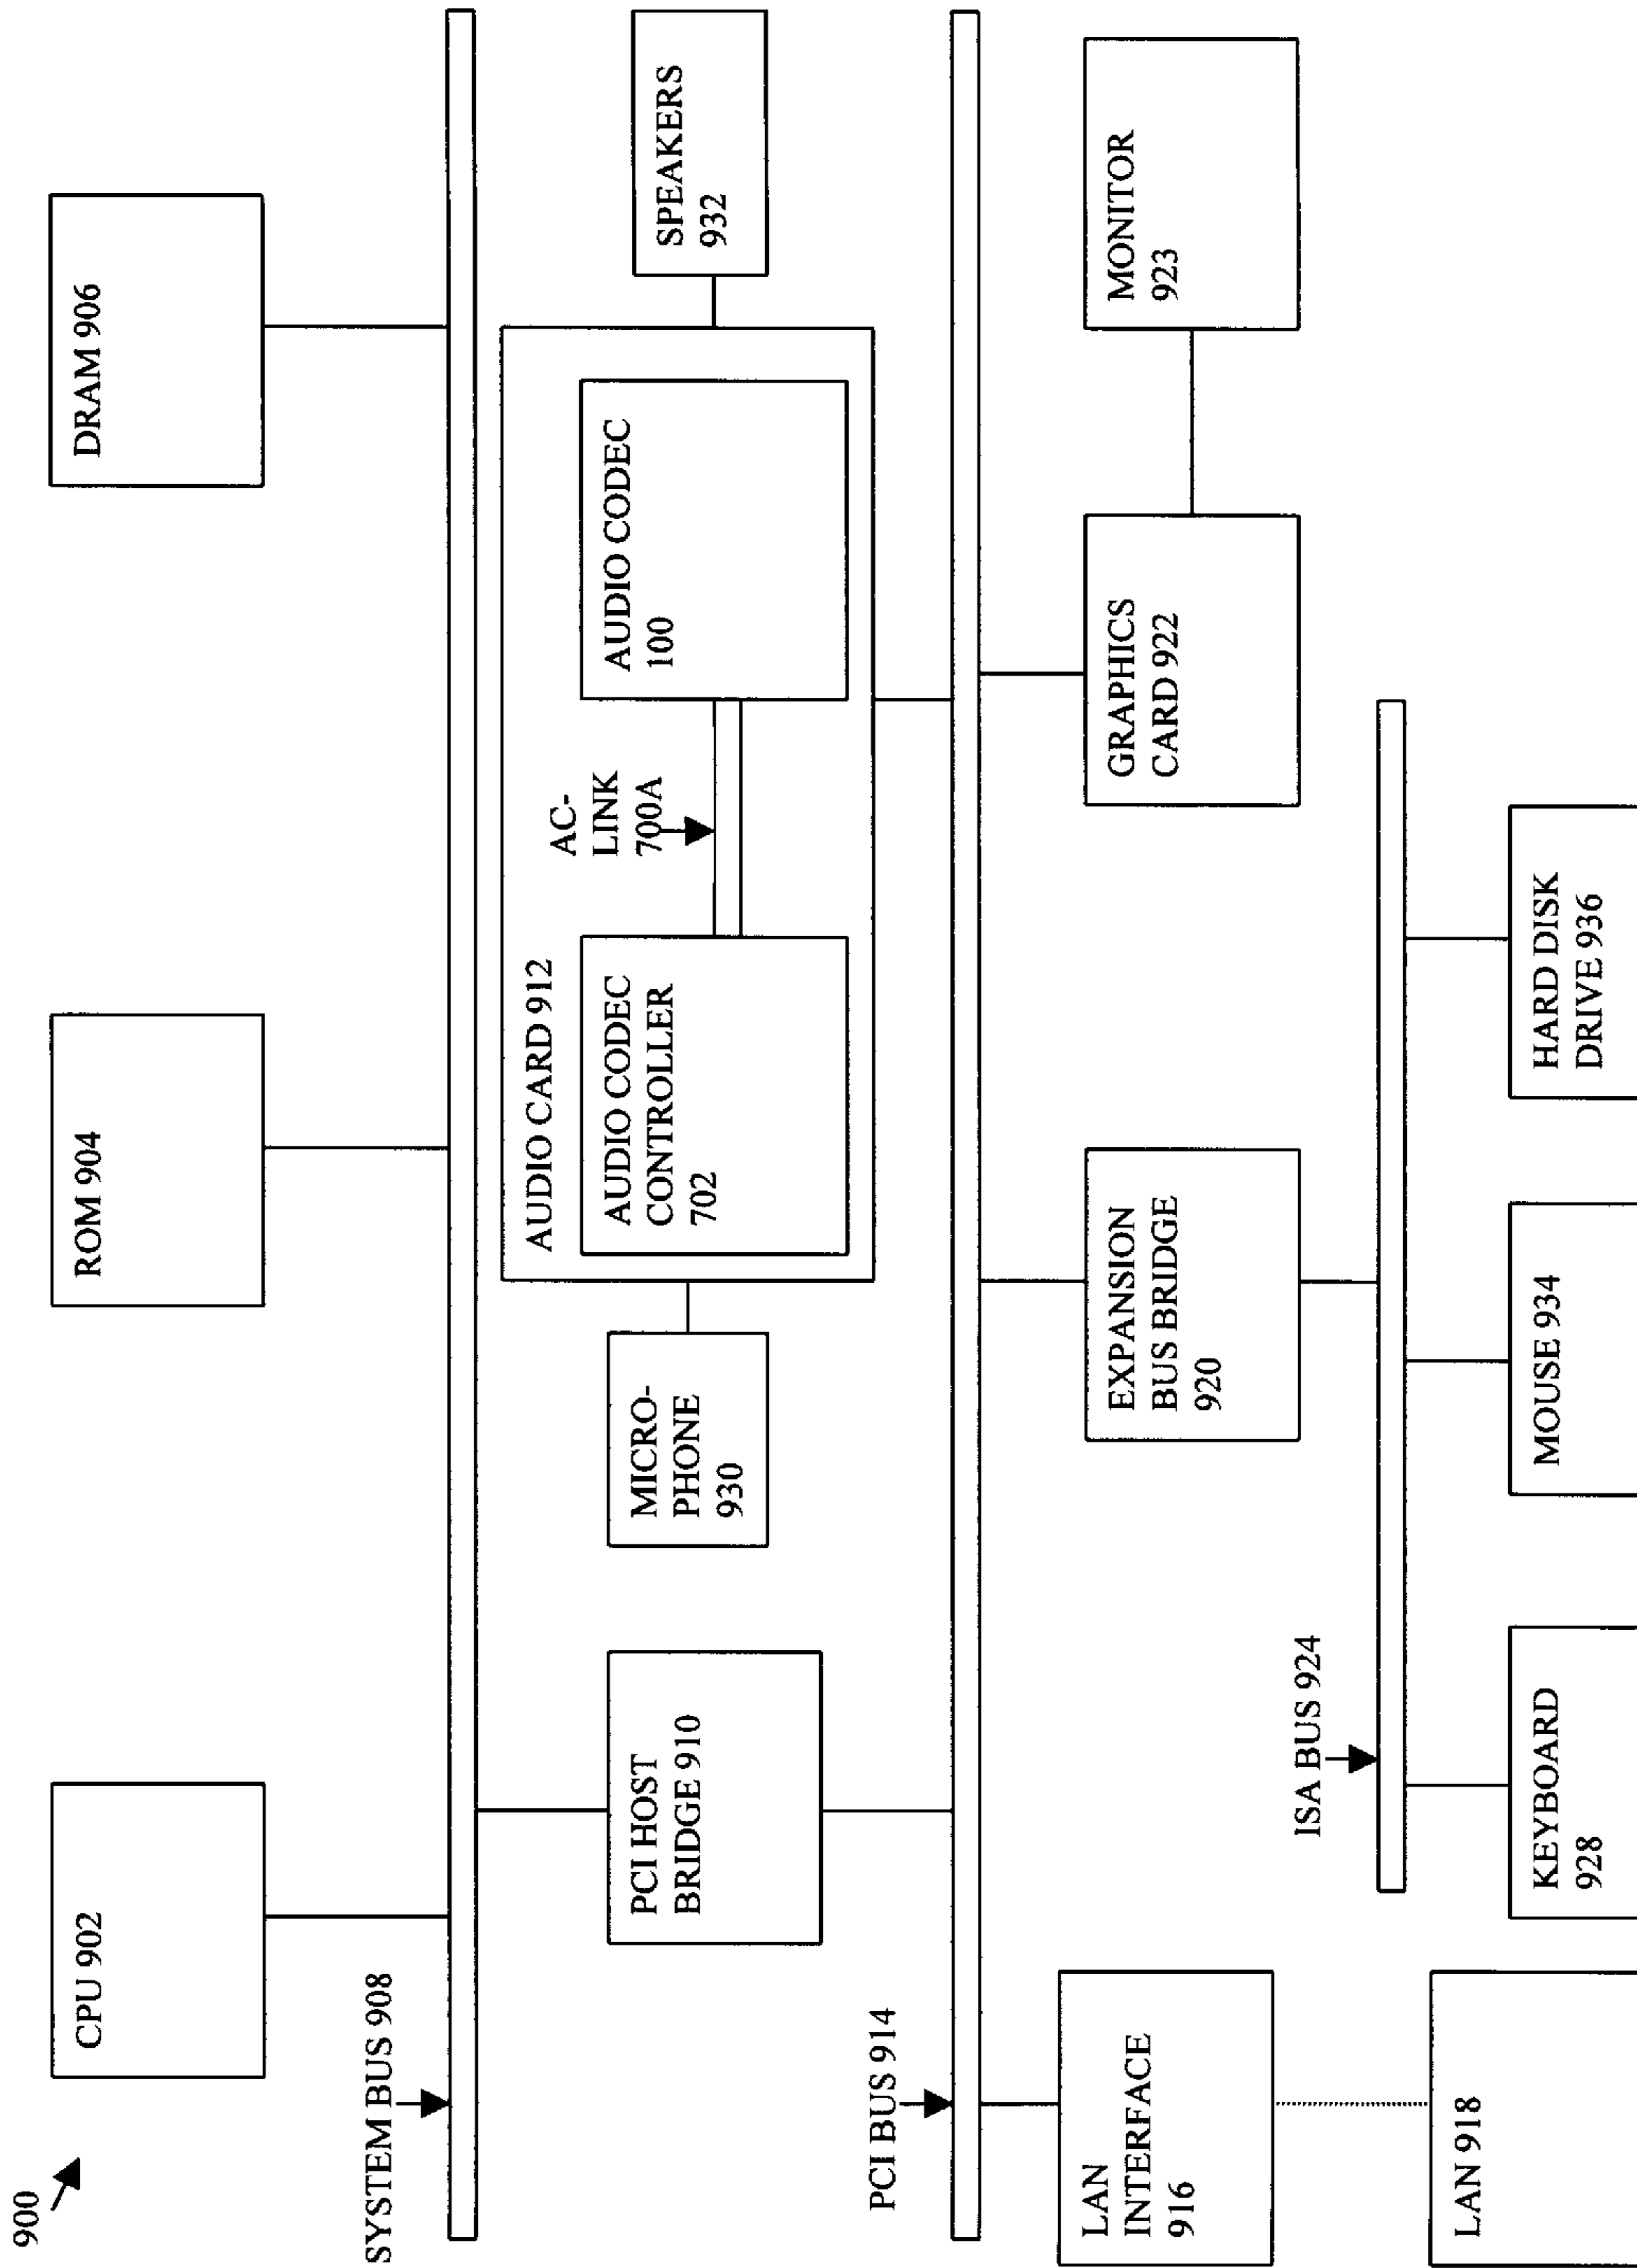 900
CPU 902
ROM 904
DRAM 906
SYSTEM BUS 908
PCI HOST
BRIDGE 910
MICRO-
PHONE
930
AUDIO CARD 912
AUDIO CODEC
CONTROLLER
702
AC-
LINK
700A
AUDIO CODEC
100
SPEAKERS
932
PCI BUS 914
LAN
INTERFACE
916
EXPANSION
BUS BRIDGE
920
GRAPHICS
CARD 922
MONITOR
923
ISA BUS 924
LAN 918
KEYBOARD
928
MOUSE 934
HARD DISK
DRIVE 936